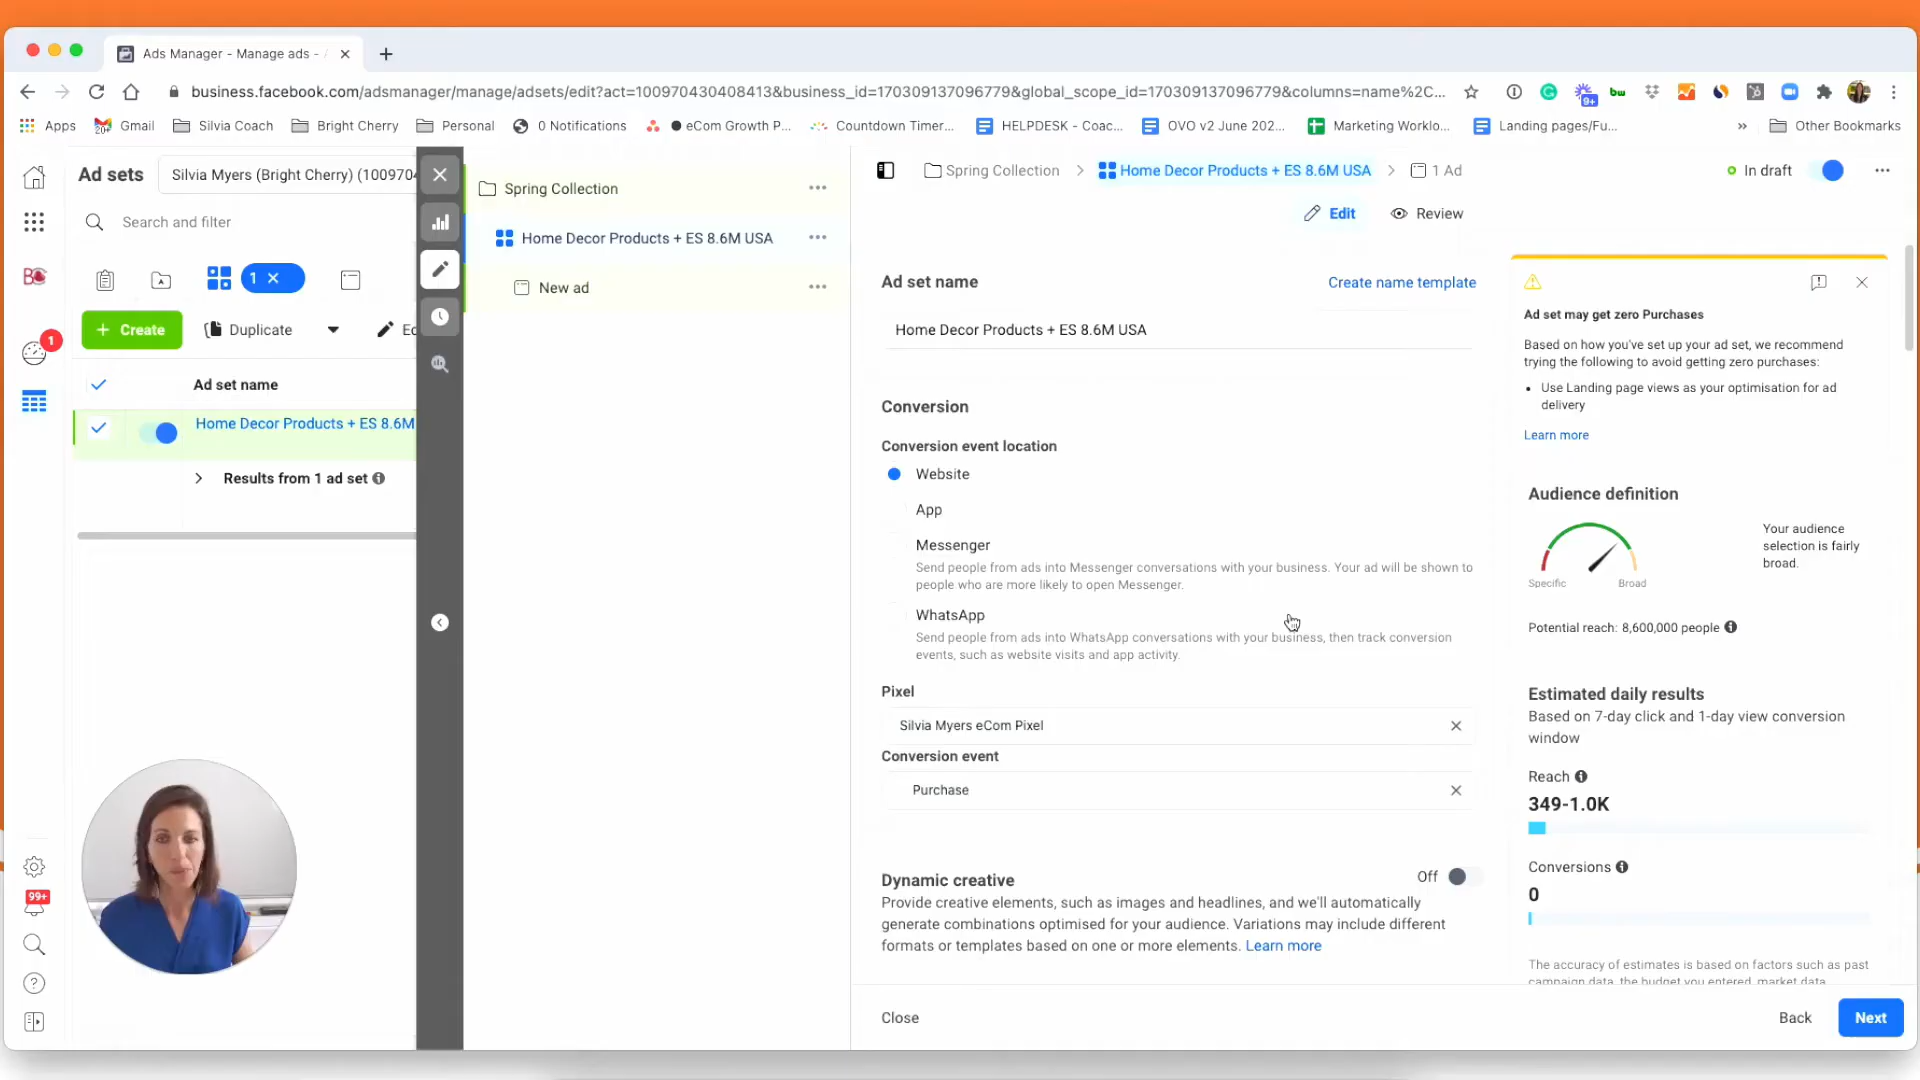 Ads Manager - Manage ads -
business.facebook.com/adsmanager/manage/adsets/edit?act=100970430408413&business_id=170309137096779&global_scope_id=170309137096779&columns=name%2C...
9+
bw
Apps
Gmail
Silvia Coach
Bright Cherry
Personal
0 Notifications
eCom Growth P...
Countdown Timer...
HELPDESK - Coac...
OVO v2 June 202...
Marketing Worklo...
Landing pages/Fu...
»
Other Bookmarks
Ad sets
Silvia Myers (Bright Cherry) (1009704
Search and filter
1
+ Create
Duplicate
1
Ad set name
Home Decor Products + ES 8.6M
Results from 1 ad set
99+
Spring Collection
Home Decor Products + ES 8.6M USA
New ad
Spring Collection > Home Decor Products + ES 8.6M USA > 1 Ad
In draft
Edit
Review
Ad set name
Create name template
Home Decor Products + ES 8.6M USA
Conversion
Conversion event location
Website
App
Messenger
Send people from ads into Messenger conversations with your business. Your ad will be shown to
people who are more likely to open Messenger.
WhatsApp
Send people from ads into WhatsApp conversations with your business, then track conversion
events, such as website visits and app activity.
Pixel
Silvia Myers eCom Pixel
Conversion event
Purchase
Dynamic creative
Off
Provide creative elements, such as images and headlines, and we'll automatically
generate combinations optimised for your audience. Variations may include different
formats or templates based on one or more elements. Learn more
Close
Back
Next
Ad set may get zero Purchases
Based on how you've set up your ad set, we recommend
trying the following to avoid getting zero purchases:
• Use Landing page views as your optimisation for ad
delivery
Learn more
Audience definition
Specific
Broad
Your audience
selection is fairly
broad.
Potential reach: 8,600,000 people
Estimated daily results
Based on 7-day click and 1-day view conversion
window
Reach
349-1.0K
Conversions
0
The accuracy of estimates is based on factors such as past
campaign data, the budget you entered, market data